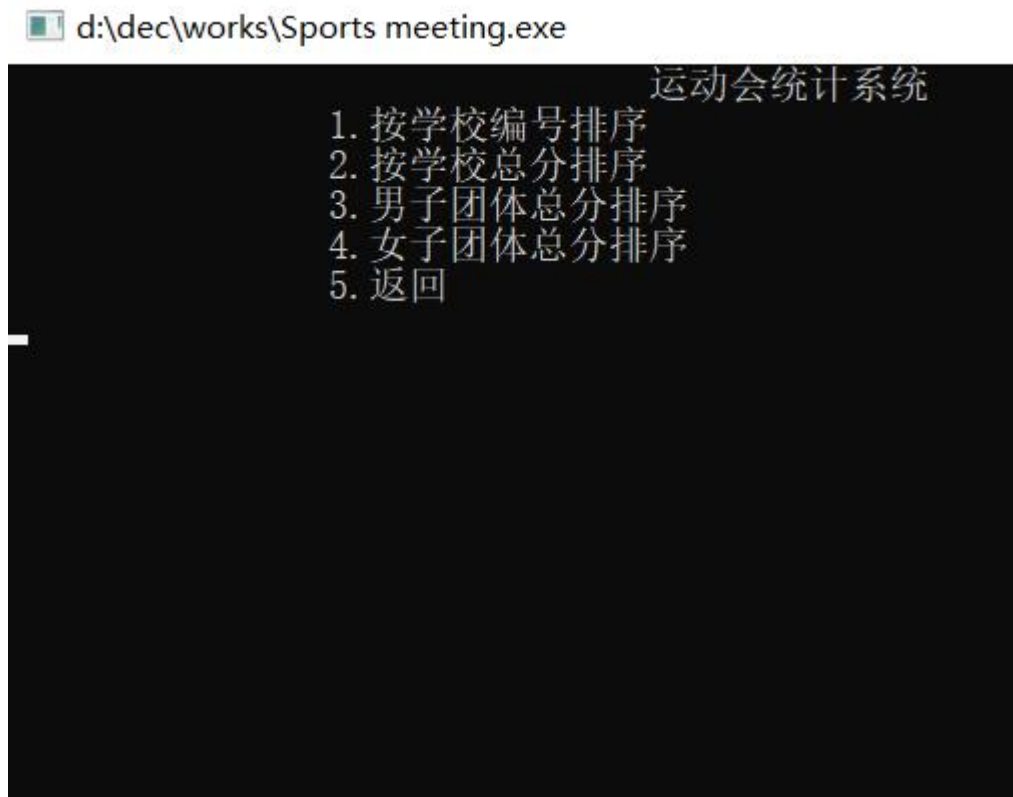 d:\dec\works\Sports meeting.exe
运动会统计系统
1.按学校编号排序
2.按学校总分排序
3.男子团体总分排序
4.女子团体总分排序
5.返回